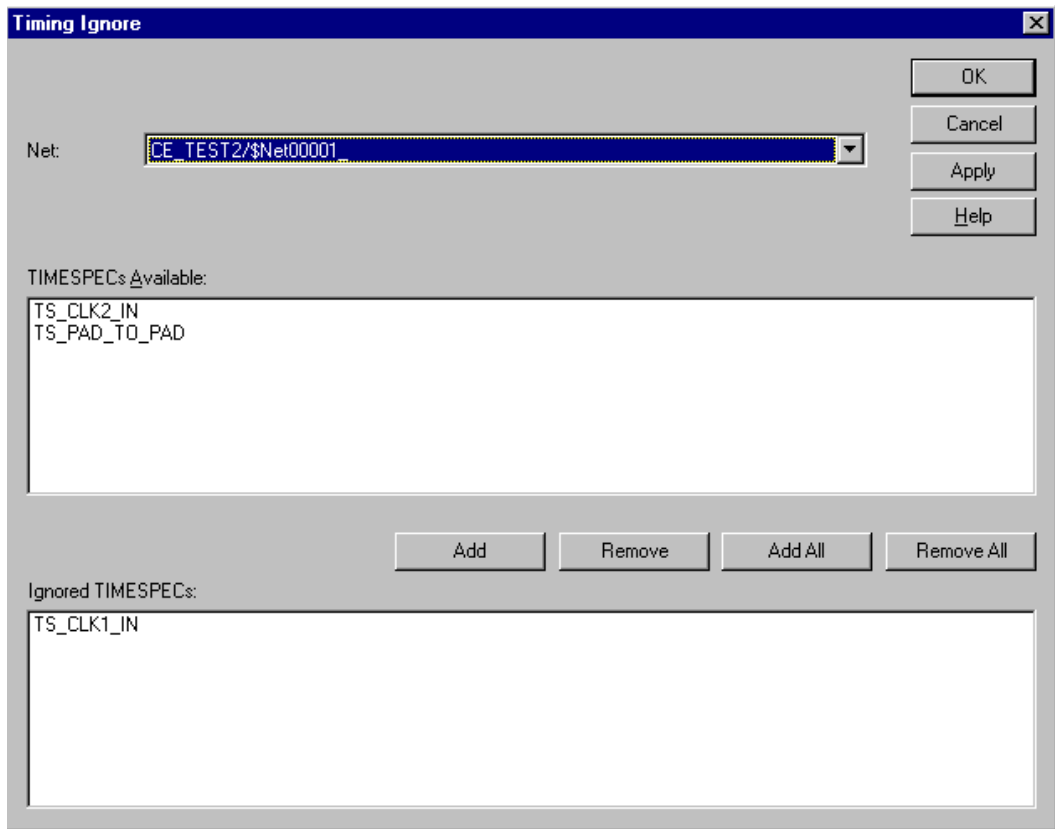 Timing Ignore
OK
Cancel
Net: CE_TEST2/$Net00001_
Apply
Help
TIMESPECs Available:
TS_CLK2_IN
TS_PAD_TO_PAD
Add Remove Add All Remove All
Ignored TIMESPECs:
TS_CLK1_IN